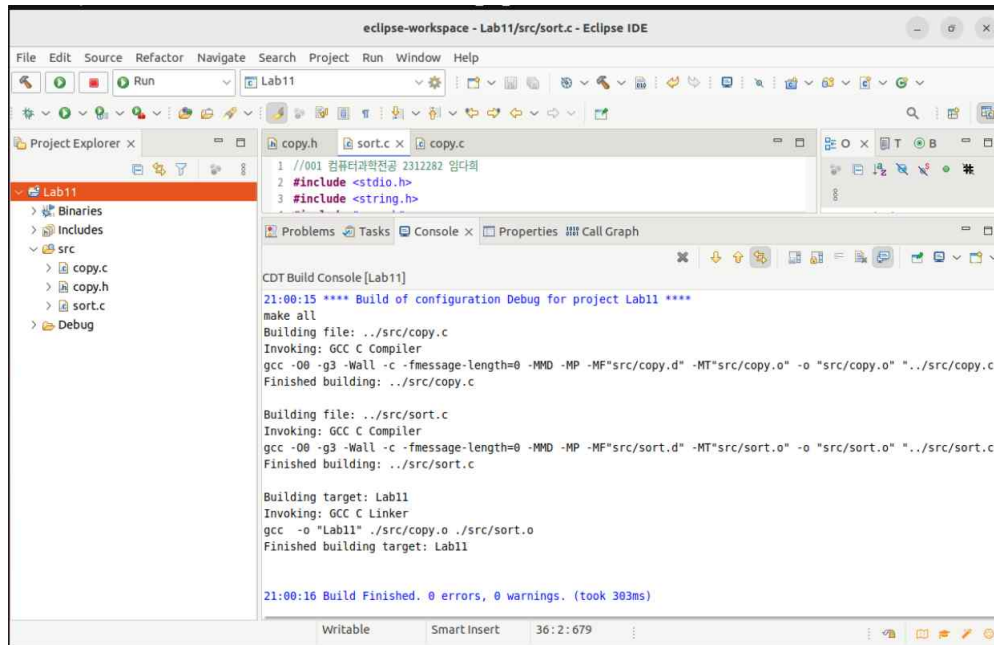 eclipse-workspace - Lab11/src/sort.c - Eclipse IDE
File Edit Source Refactor Navigate Search Project Run Window Help
Run Lab11
Project Explorer
Lab11
Binaries
Includes
src
copy.c
copy.h
sort.c
Debug
copy.h sort.c copy.c
1 //001 컴퓨터과학전공 2312282 임다희
2 #include <stdio.h>
3 #include <string.h>
O T B
Problems Tasks Console Properties Call Graph
CDT Build Console [Lab11]
21:00:15 **** Build of configuration Debug for project Lab11 ****
make all
Building file: ../src/copy.c
Invoking: GCC C Compiler
gcc -O0 -g3 -Wall -c -fmessage-length=0 -MMD -MP -MF"src/copy.d" -MT"src/copy.o" -o "src/copy.o" "../src/copy.c
Finished building: ../src/copy.c
Building file: ../src/sort.c
Invoking: GCC C Compiler
gcc -O0 -g3 -Wall -c -fmessage-length=0 -MMD -MP -MF"src/sort.d" -MT"src/sort.o" -o "src/sort.o" "../src/sort.c
Finished building: ../src/sort.c
Building target: Lab11
Invoking: GCC C Linker
gcc -o "Lab11" ./src/copy.o ./src/sort.o
Finished building target: Lab11
21:00:16 Build Finished. 0 errors, 0 warnings. (took 303ms)
Writable Smart Insert 36:2:679